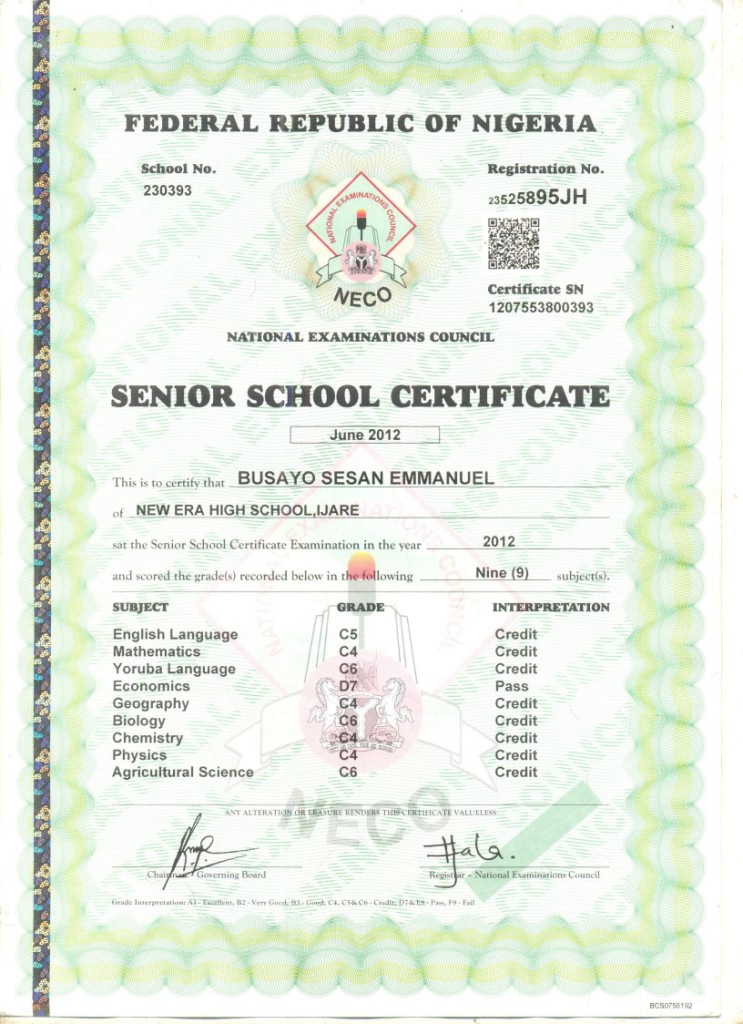 FEDERAL REPUBLIC OF NIGERIA
School No.
230393
Registration No.
23525895JH
NATIONAL EXAMINATIONS COUNCIL
NECO
Certificate SN
1207553800393
NATIONAL EXAMINATIONS COUNCIL
SENIOR SCHOOL CERTIFICATE
June 2012
This is to certify that BUSAYO SESAN EMMANUEL
of NEW ERA HIGH SCHOOL,IJARE
sat the Senior School Certificate Examination in the year 2012
and scored the grade(s) recorded below in the following Nine (9) subject(s).
SUBJECT GRADE INTERPRETATION
English Language C5 Credit
Mathematics C4 Credit
Yoruba Language C6 Credit
Economics D7 Pass
Geography C4 Credit
Biology C6 Credit
Chemistry C4 Credit
Physics C4 Credit
Agricultural Science C6 Credit
NECO
ANY ALTERATION OR ERASURE RENDERS THIS CERTIFICATE VALUELESS
Chairman - Governing Board
Registrar – National Examinations Council
Grade Interpretation: A1 - Excellent, B2 - Very Good, B3 - Good, C4, C5 & C6 - Credit, D7 & E8 - Pass, F9 - Fail
BCS0755192